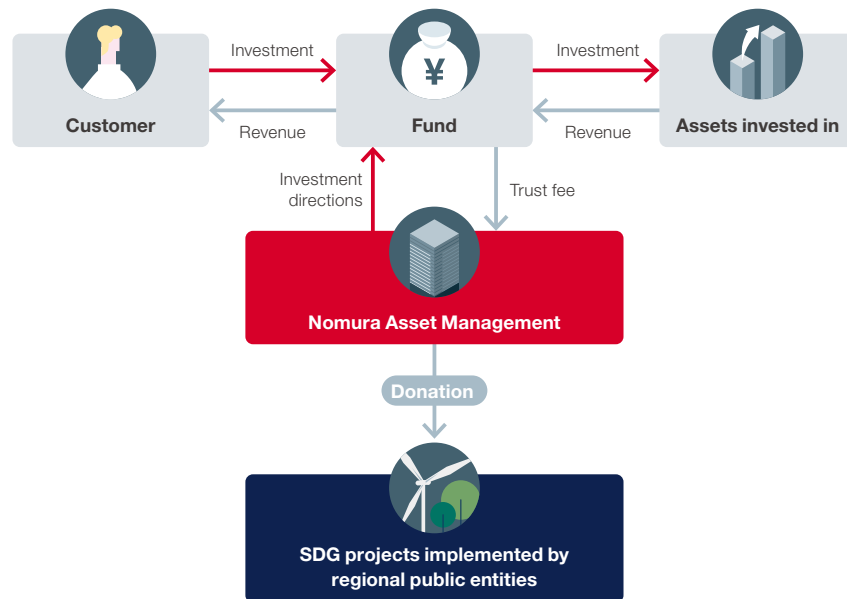 Investment
Investment
¥
Customer
Revenue
Fund
Revenue
Assets invested in
Investment
directions
Trust fee
Nomura Asset Management
Donation
SDG projects implemented by
regional public entities